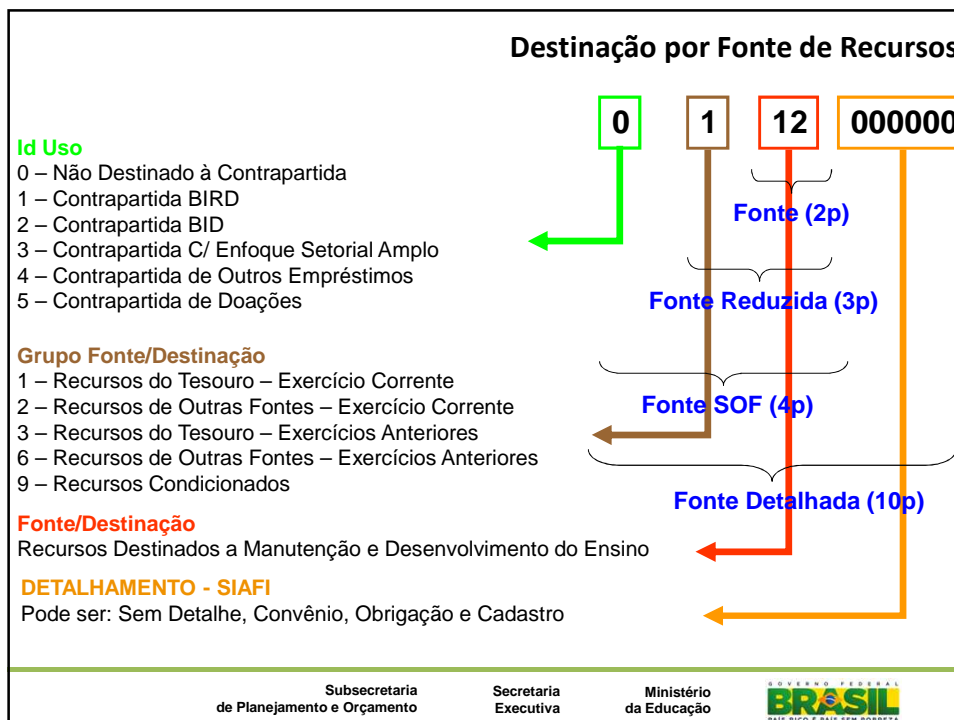 Destinação por Fonte de Recursos
0 1 12 000000
Id Uso
0 – Não Destinado à Contrapartida
1 – Contrapartida BIRD
2 – Contrapartida BID
3 – Contrapartida C/ Enfoque Setorial Amplo
4 – Contrapartida de Outros Empréstimos
5 – Contrapartida de Doações
Fonte (2p)
Fonte Reduzida (3p)
Fonte SOF (4p)
Fonte Detalhada (10p)
Grupo Fonte/Destinação
1 – Recursos do Tesouro – Exercício Corrente
2 – Recursos de Outras Fontes – Exercício Corrente
3 – Recursos do Tesouro – Exercícios Anteriores
6 – Recursos de Outras Fontes – Exercícios Anteriores
9 – Recursos Condicionados
Fonte/Destinação
Recursos Destinados a Manutenção e Desenvolvimento do Ensino
DETALHAMENTO - SIAFI
Pode ser: Sem Detalhe, Convênio, Obrigação e Cadastro
Subsecretaria
de Planejamento e Orçamento
Secretaria
Executiva
Ministério
da Educação
GOVERNO FEDERAL
BRASIL
PAÍS RICO É PAÍS SEM POBREZA